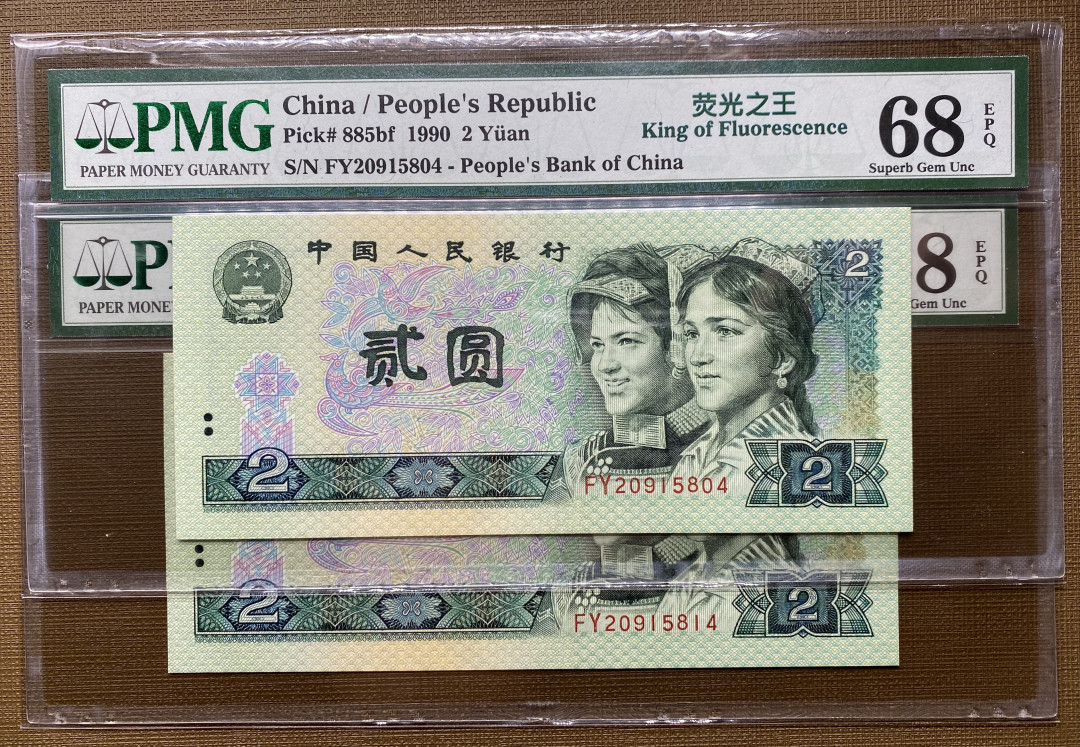 PMG
PAPER MONEY GUARANTY
China / People's Republic
Pick# 885bf 1990 2 Yüan
S/N FY20915804 - People's Bank of China
荧光之王
King of Fluorescence
68
EPQ
Superb Gem Unc
P
PAPER MONE
8
EPQ
Gem Unc
中国人民银行
2
贰圆
2
FY20915804
2
2
FY20915814
2